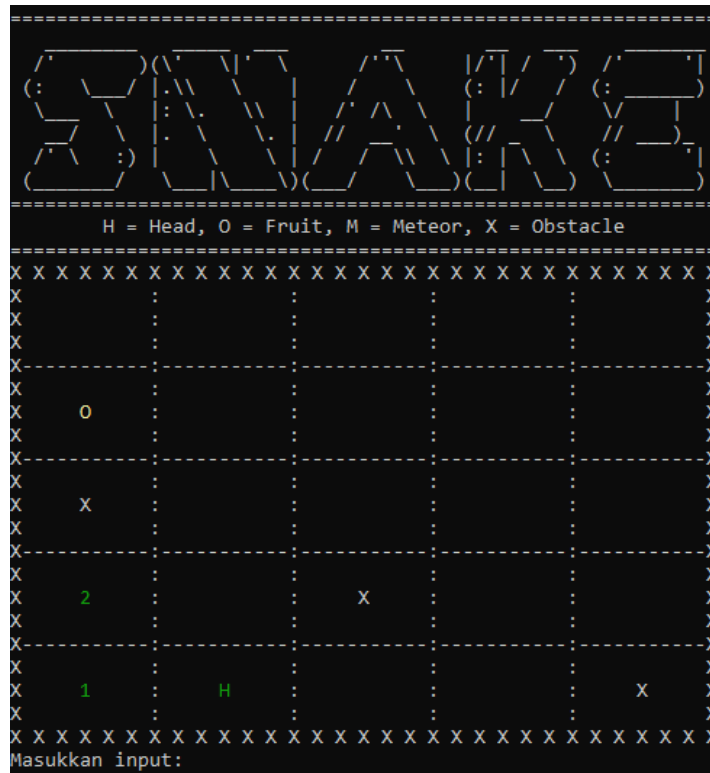 SNAKE
H = Head, O = Fruit, M = Meteor, X = Obstacle
X X X X X X X X X X X X X X X X X X X X X X X X X X X X X X X
O
X
2 X
1 H X
X X X X X X X X X X X X X X X X X X X X X X X X X X X X X X X
Masukkan input: